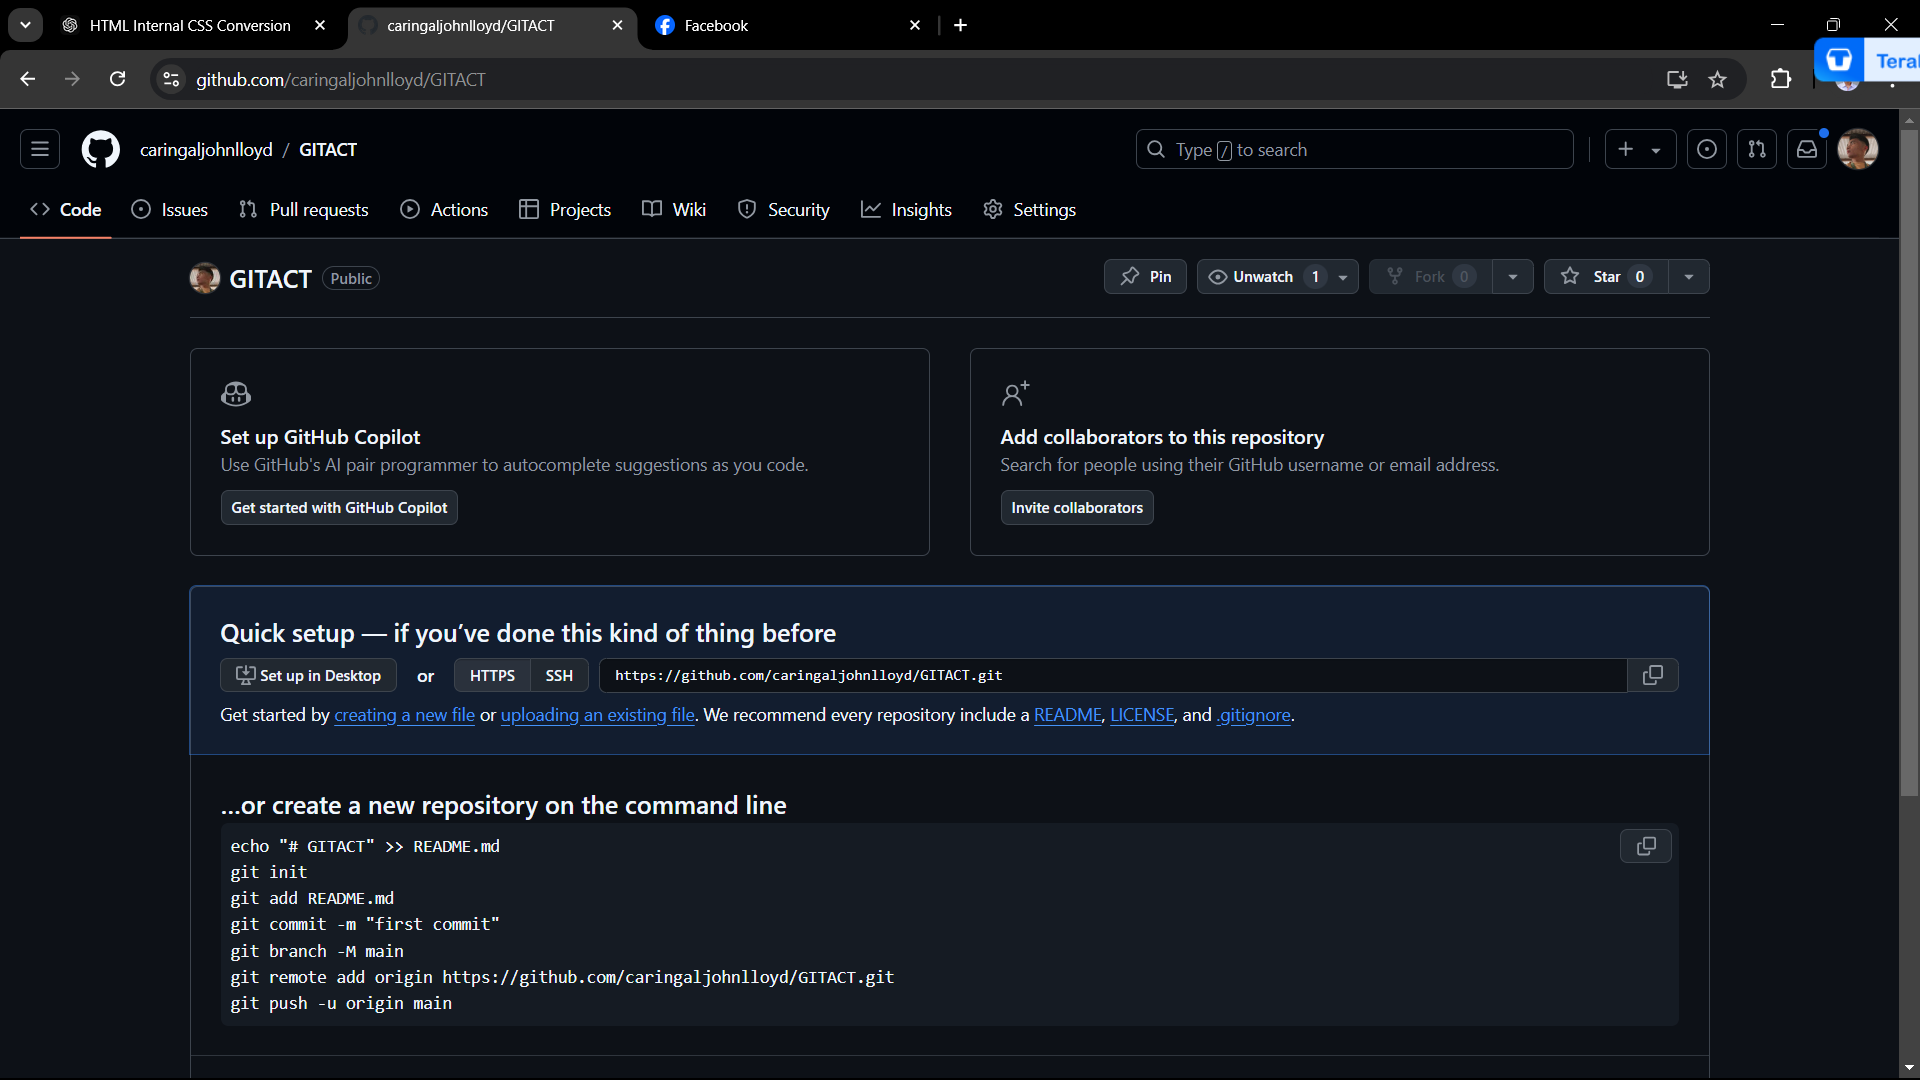 HTML Internal CSS Conversion
caringaljohnlloyd/GITACT
Facebook
github.com/caringaljohnlloyd/GITACT
caringaljohnlloyd / GITACT
Type / to search
Code
Issues
Pull requests
Actions
Projects
Wiki
Security
Insights
Settings
GITACT Public
Pin
Unwatch 1
Fork 0
Star 0
Set up GitHub Copilot
Use GitHub's AI pair programmer to autocomplete suggestions as you code.
Get started with GitHub Copilot
Add collaborators to this repository
Search for people using their GitHub username or email address.
Invite collaborators
Quick setup — if you’ve done this kind of thing before
Set up in Desktop or HTTPS SSH https://github.com/caringaljohnlloyd/GITACT.git
Get started by creating a new file or uploading an existing file. We recommend every repository include a README, LICENSE, and .gitignore.
…or create a new repository on the command line
echo "# GITACT" >> README.md
git init
git add README.md
git commit -m "first commit"
git branch -M main
git remote add origin https://github.com/caringaljohnlloyd/GITACT.git
git push -u origin main